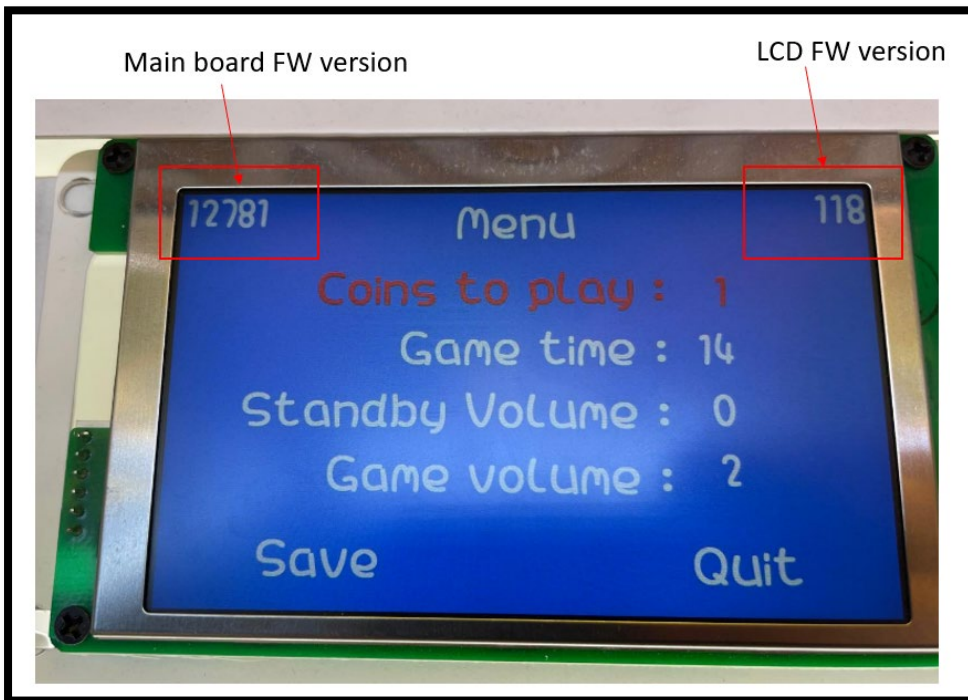 Main board FW version
LCD FW version
12781
Menu
118
Coins to play : 1
Game time : 14
Standby Volume : 0
Game volume : 2
Save
Quit